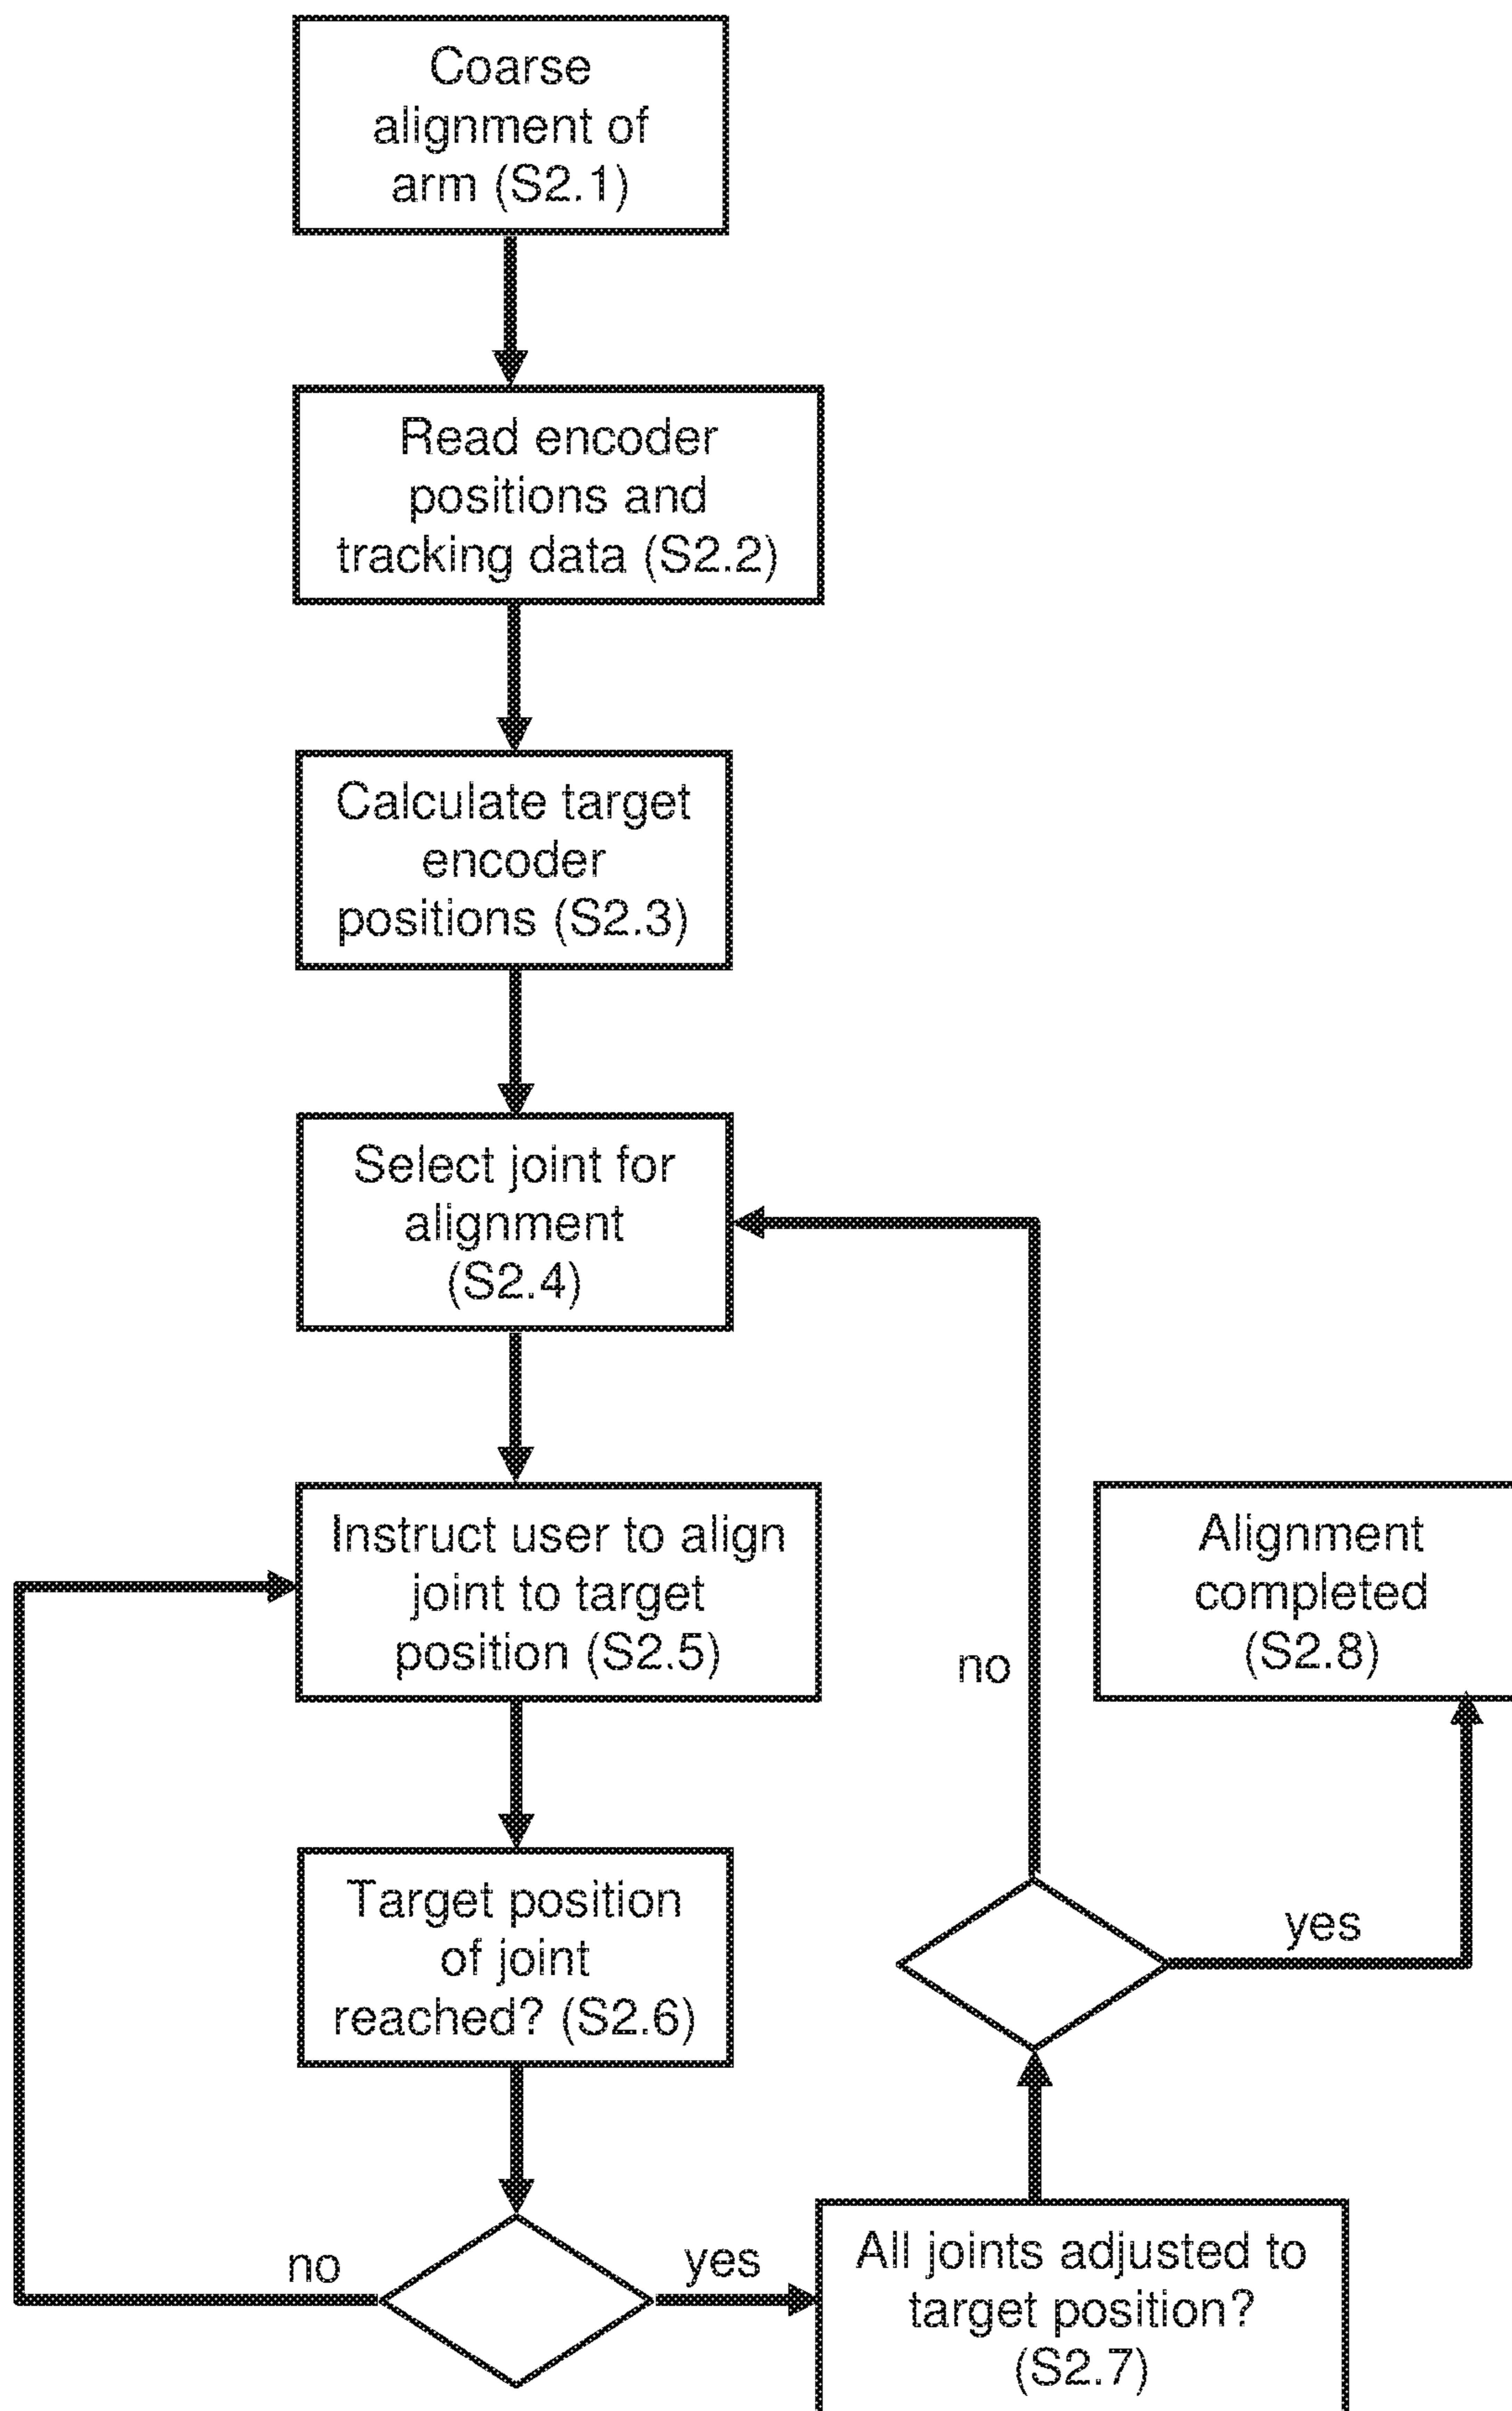 Coarse
alignment of
arm (S2.1)
Read encoder
positions and
tracking data (S2.2)
Calculate target
encoder
positions (S2.3)
Select joint for
alignment
(S2.4)
Instruct user to align
joint to target
position (S2.5)
Target position
of joint
reached? (S2.6)
no
yes
All joints adjusted to
target position?
(S2.7)
no
yes
Alignment
completed
(S2.8)